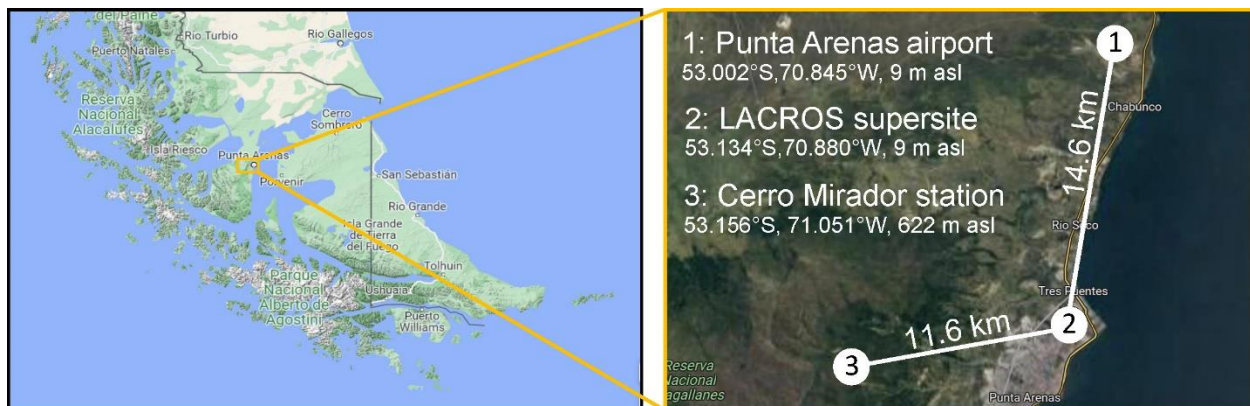 del Paine
Rio Turbio
Rio Gallegos
Puerto Natales
Reserva
Nacional
Alacalufes
Cerro
Sombrero
Isla Riesco
Punta Arenas
Porvenir
San Sebastián
Rio Grande
Isla Grande
de Tierra
del Fuego
Tolhuin
Parque
Nacional
Alberto de
Agostini
Ushuaia
Puerto
Williams
1: Punta Arenas airport
53.002°S,70.845°W, 9 m asl
2: LACROS supersite
53.134°S,70.880°W, 9 m asl
3: Cerro Mirador station
53.156°S, 71.051°W, 622 m asl
1
Chabunco
14.6 km
Rio Seco
Tres Puentes
2
11.6 km
3
Reserva
Nacional
agallanes
Punta Arenas